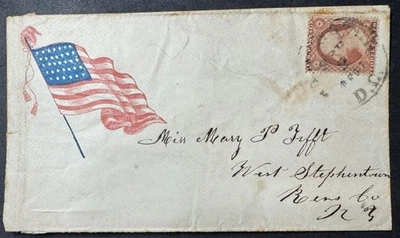 D.C.
Miss Mary P Tifft
West Stephentown
Rens Co
N Y